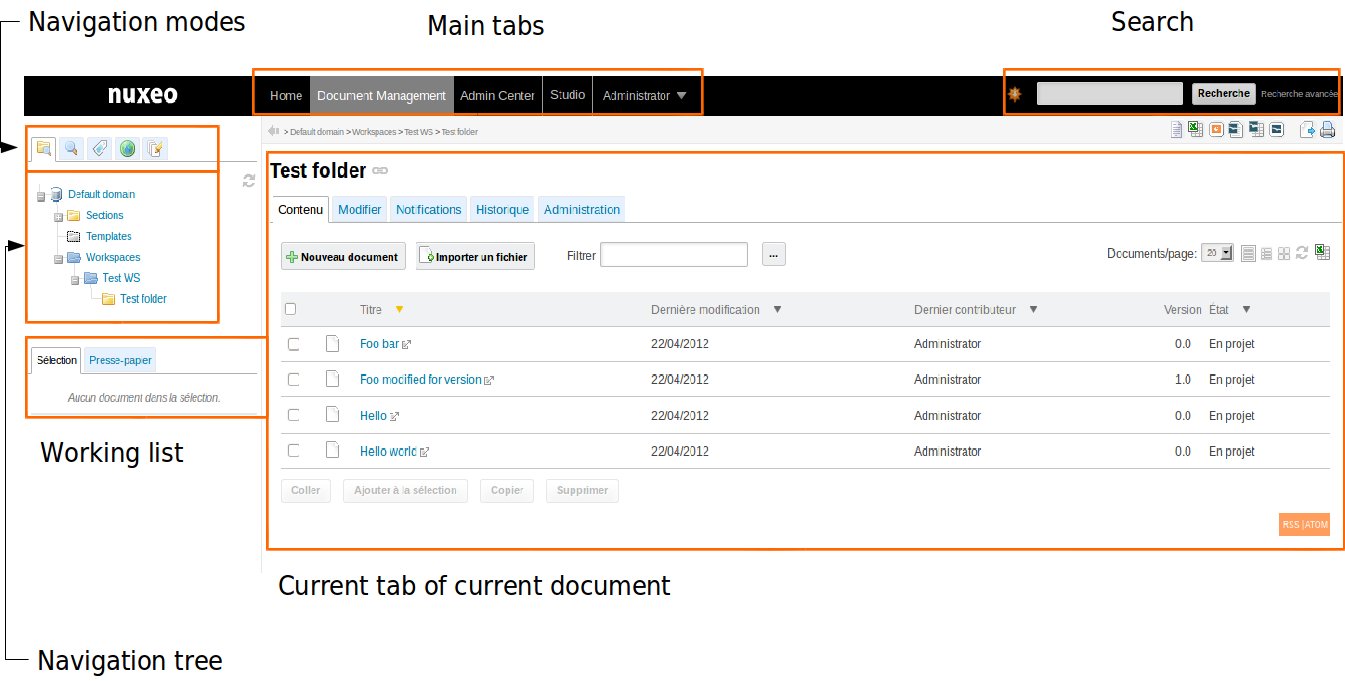 Navigation modes
Main tabs
Search
nuxeo
Home Document Management Admin Center Studio Administrator
Recherche Recherche avancée
> Default domain > Workspaces > Test WS > Test folder
Default domain
Sections
Templates
Workspaces
Test WS
Test folder
Sélection Presse-papier
Aucun document dans la sélection.
Working list
Test folder
Contenu Modifier Notifications Historique Administration
Nouveau document Importer un fichier Filtrer ... Documents/page: 20
Titre Dernière modification Dernier contributeur Version État
Foo bar 22/04/2012 Administrator 0.0 En projet
Foo modified for version 22/04/2012 Administrator 1.0 En projet
Hello 22/04/2012 Administrator 0.0 En projet
Hello world 22/04/2012 Administrator 0.0 En projet
Coller Ajouter à la sélection Copier Supprimer
RSS | ATOM
Current tab of current document
Navigation tree